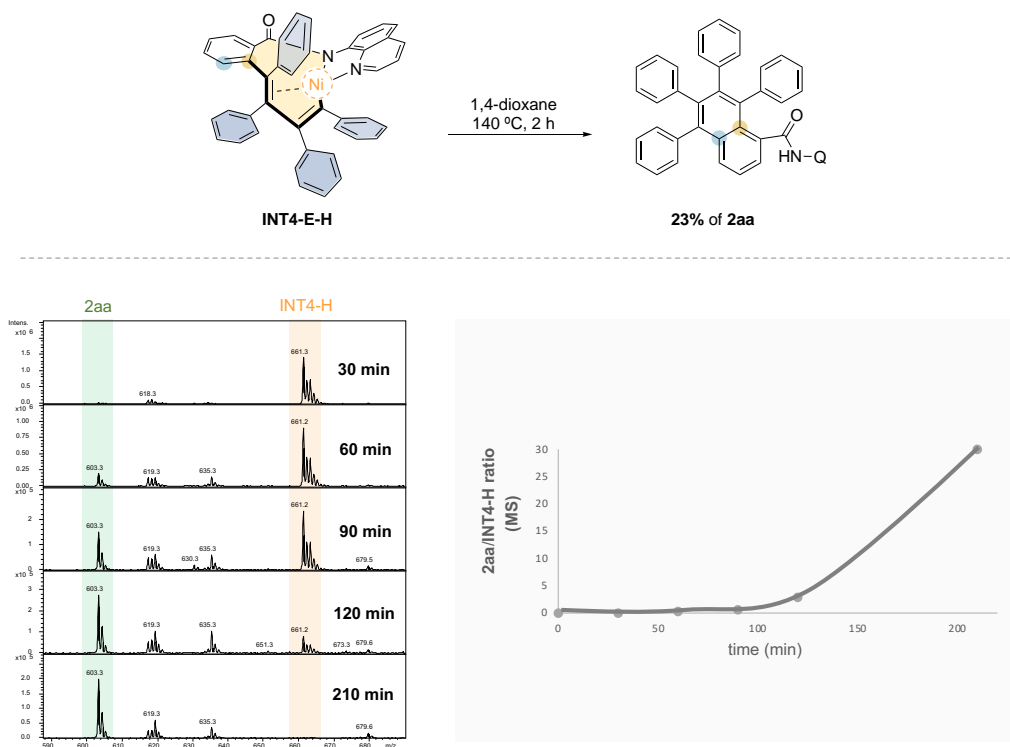 O
N
N
Ni
INT4-E-H
1,4-dioxane
140 ºC, 2 h
O
HN–Q
23% of 2aa
2aa
INT4-H
Intens.
x10 6
1.5
1.0
0.5
0.0
618.3
661.3
30 min
x10 6
1.00
0.75
0.50
0.25
0.00
603.3
619.3
635.3
661.2
60 min
x10 5
2
1
0
603.3
619.3
630.3
635.3
661.2
679.5
90 min
x10 5
3
2
1
0
603.3
619.3
635.3
651.3
661.2
673.3
679.6
120 min
x10 5
2.0
1.5
1.0
0.5
0.0
603.3
619.3
635.3
679.6
210 min
590
600
610
620
630
640
650
660
670
680
m/z
2aa/INT4-H ratio
(MS)
30
25
20
15
10
5
0
0
50
100
150
200
time (min)